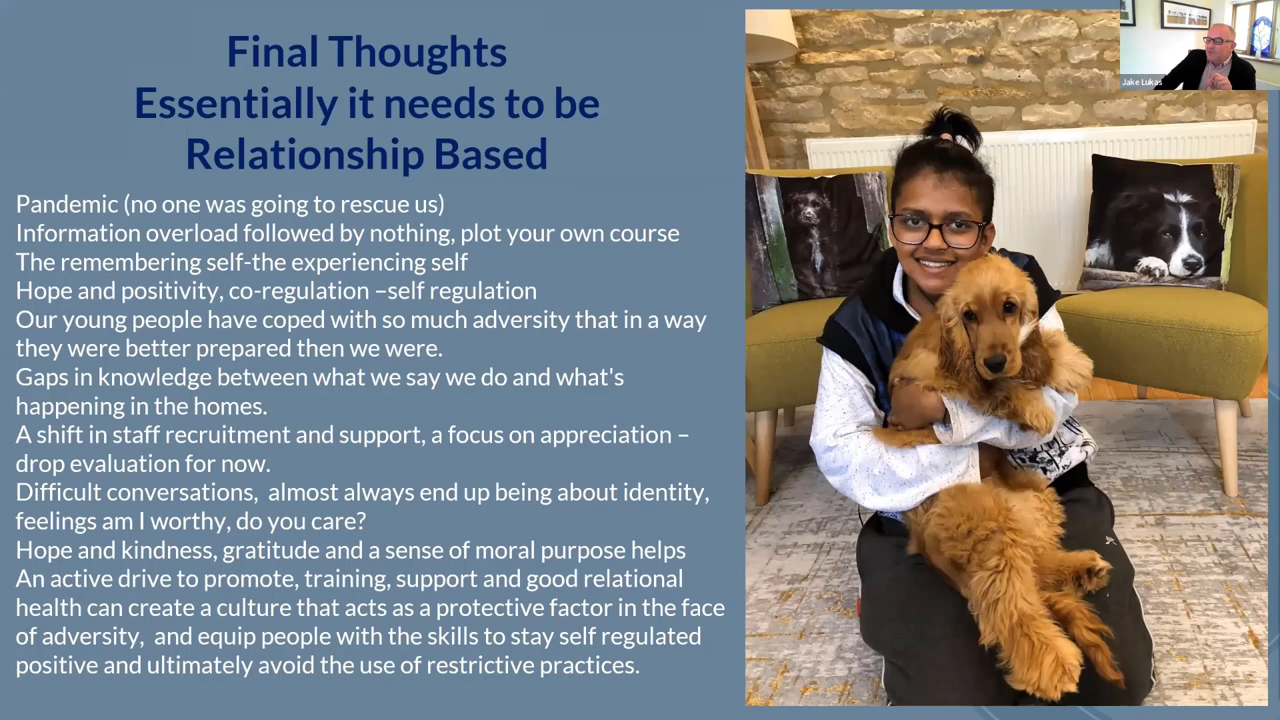 Final Thoughts
Essentially it needs to be
Relationship Based
Pandemic (no one was going to rescue us)
Information overload followed by nothing, plot your own course
The remembering self-the experiencing self
Hope and positivity, co-regulation –self regulation
Our young people have coped with so much adversity that in a way
they were better prepared then we were.
Gaps in knowledge between what we say we do and what's
happening in the homes.
A shift in staff recruitment and support, a focus on appreciation –
drop evaluation for now.
Difficult conversations,  almost always end up being about identity,
feelings am I worthy, do you care?
Hope and kindness, gratitude and a sense of moral purpose helps
An active drive to promote, training, support and good relational
health can create a culture that acts as a protective factor in the face
of adversity,  and equip people with the skills to stay self regulated
positive and ultimately avoid the use of restrictive practices.
Jake Lukas